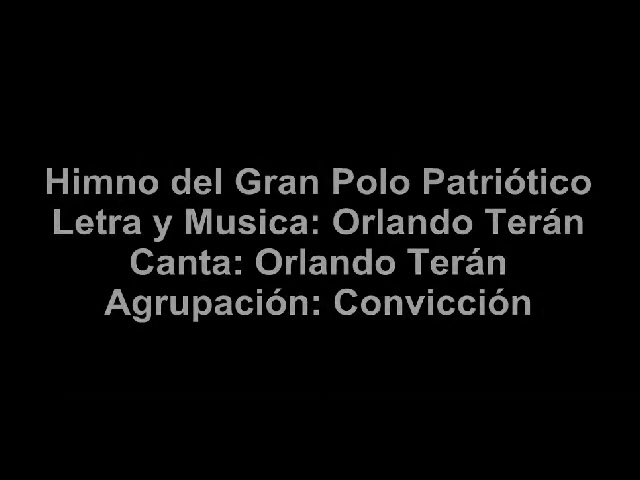 Himno del Gran Polo Patriótico
Letra y Musica: Orlando Terán
Canta: Orlando Terán
Agrupación: Convicción